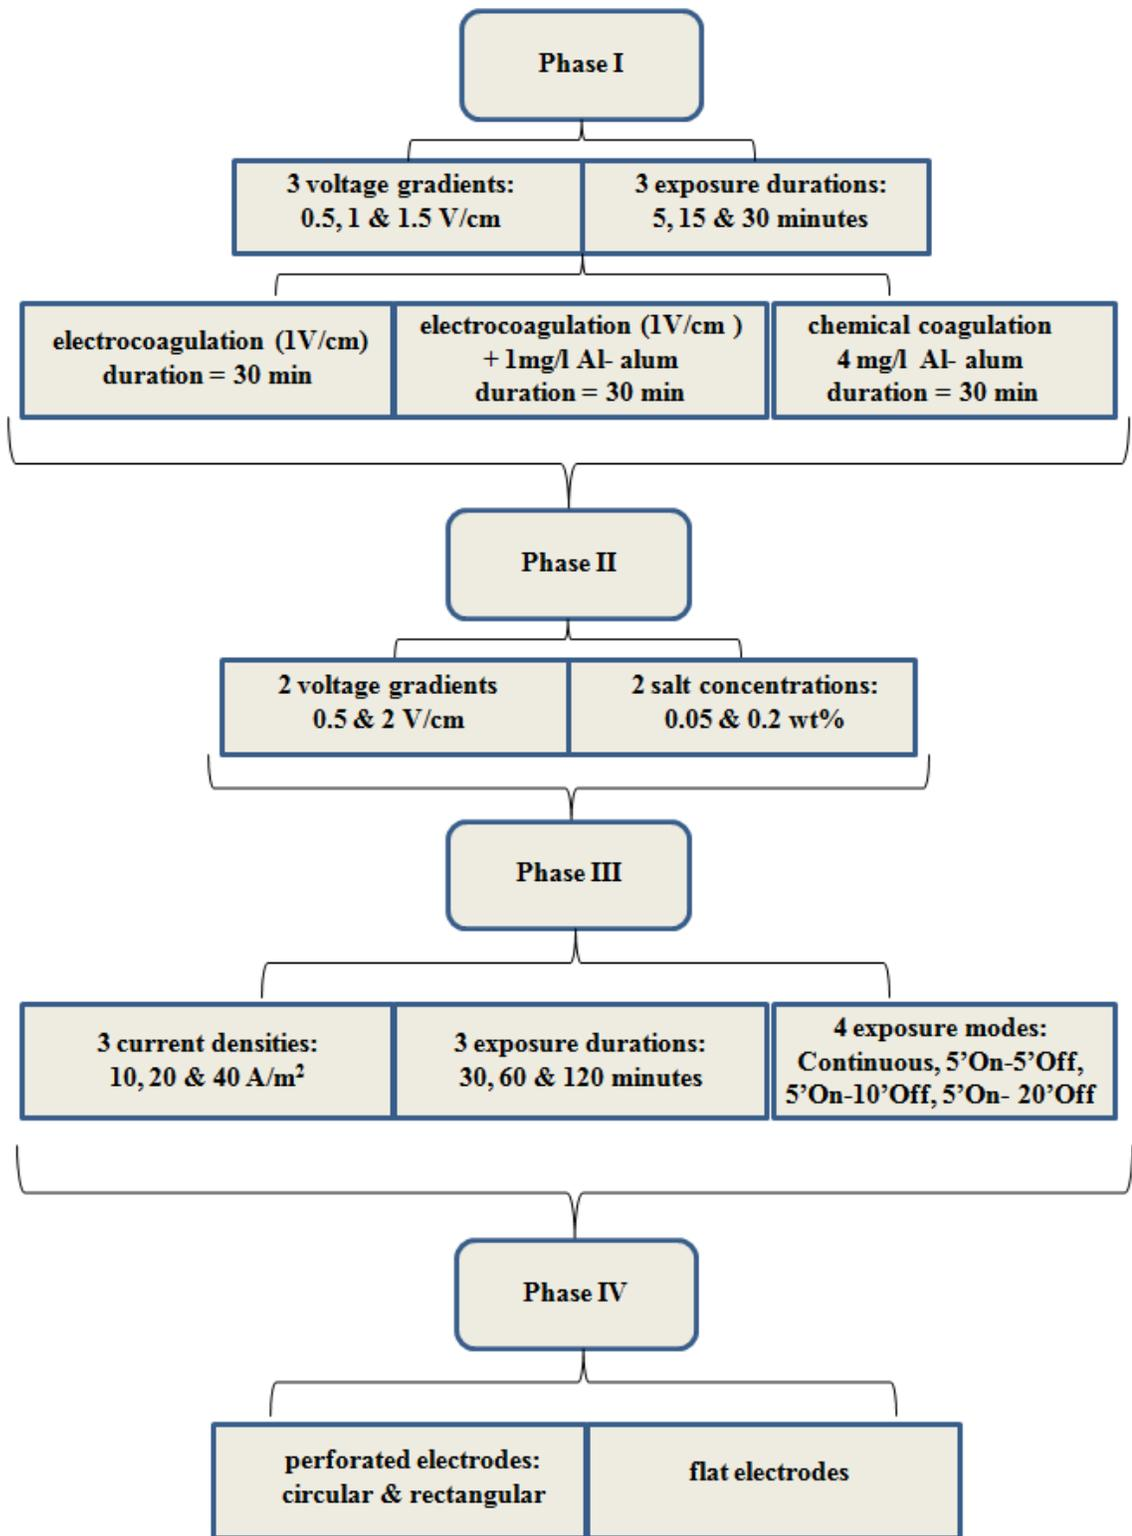 Phase I
3 voltage gradients:
0.5, 1 & 1.5 V/cm
3 exposure durations:
5, 15 & 30 minutes
electrocoagulation (1V/cm)
duration = 30 min
electrocoagulation (1V/cm )
+ 1mg/l Al- alum
duration = 30 min
chemical coagulation
4 mg/l Al- alum
duration = 30 min
Phase II
2 voltage gradients
0.5 & 2 V/cm
2 salt concentrations:
0.05 & 0.2 wt%
Phase III
3 current densities:
10, 20 & 40 A/m²
3 exposure durations:
30, 60 & 120 minutes
4 exposure modes:
Continuous, 5’On-5’Off,
5’On-10’Off, 5’On- 20’Off
Phase IV
perforated electrodes:
circular & rectangular
flat electrodes